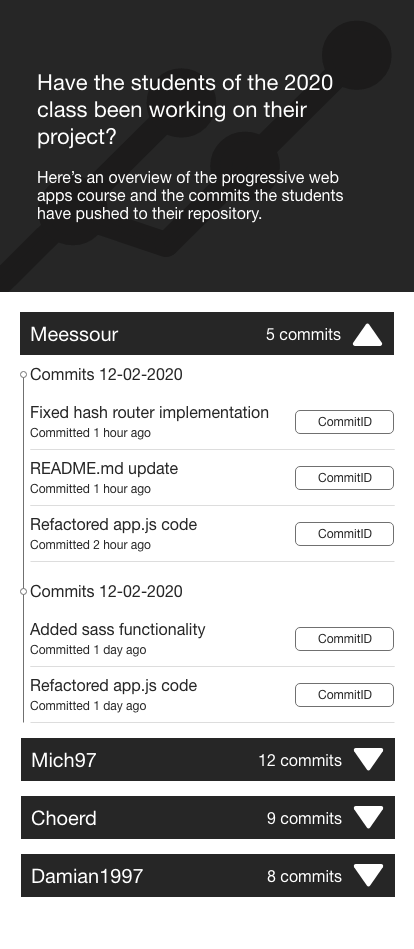 Have the students of the 2020
class been working on their
project?
Here's an overview of the progressive web
apps course and the commits the students
have pushed to their repository.
Meessour 5 commits
Commits 12-02-2020
Fixed hash router implementation
Committed 1 hour ago
CommitID
README.md update
Committed 1 hour ago
CommitID
Refactored app.js code
Committed 2 hour ago
CommitID
Commits 12-02-2020
Added sass functionality
Committed 1 day ago
CommitID
Refactored app.js code
Committed 1 day ago
CommitID
Mich97 12 commits
Choerd 9 commits
Damian1997 8 commits